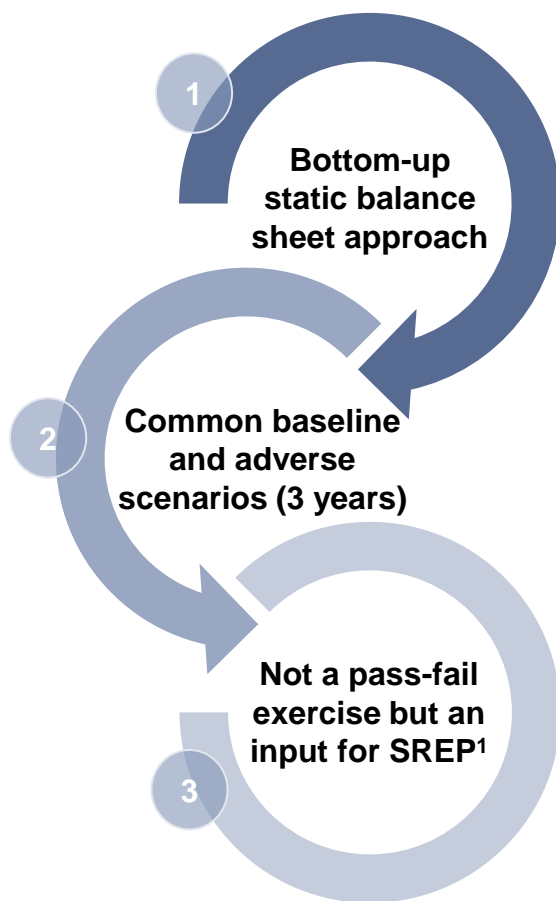 1
Bottom-up
static balance
sheet approach
2
Common baseline
and adverse
scenarios (3 years)
Not a pass-fail
exercise but an
input for SREP¹
3